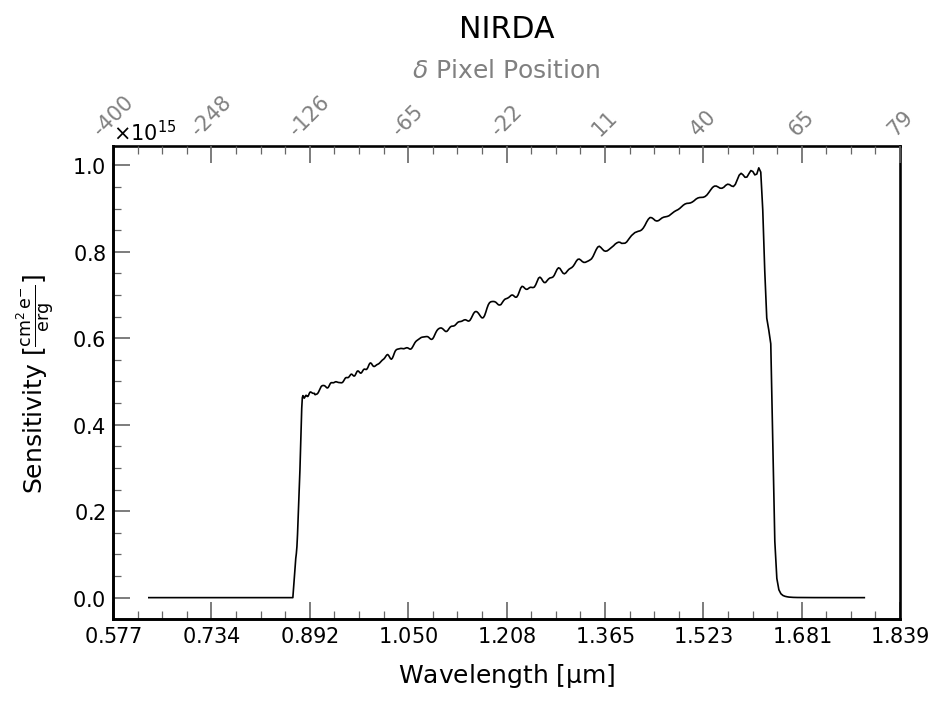 NIRDA
δ Pixel Position
-400 -248 -126 -65 -22 11 40 65 79
×10¹⁵
1.0
0.8
0.6
0.4
0.2
0.0
Sensitivity [cm² e⁻/erg]
0.577 0.734 0.892 1.050 1.208 1.365 1.523 1.681 1.839
Wavelength [μm]